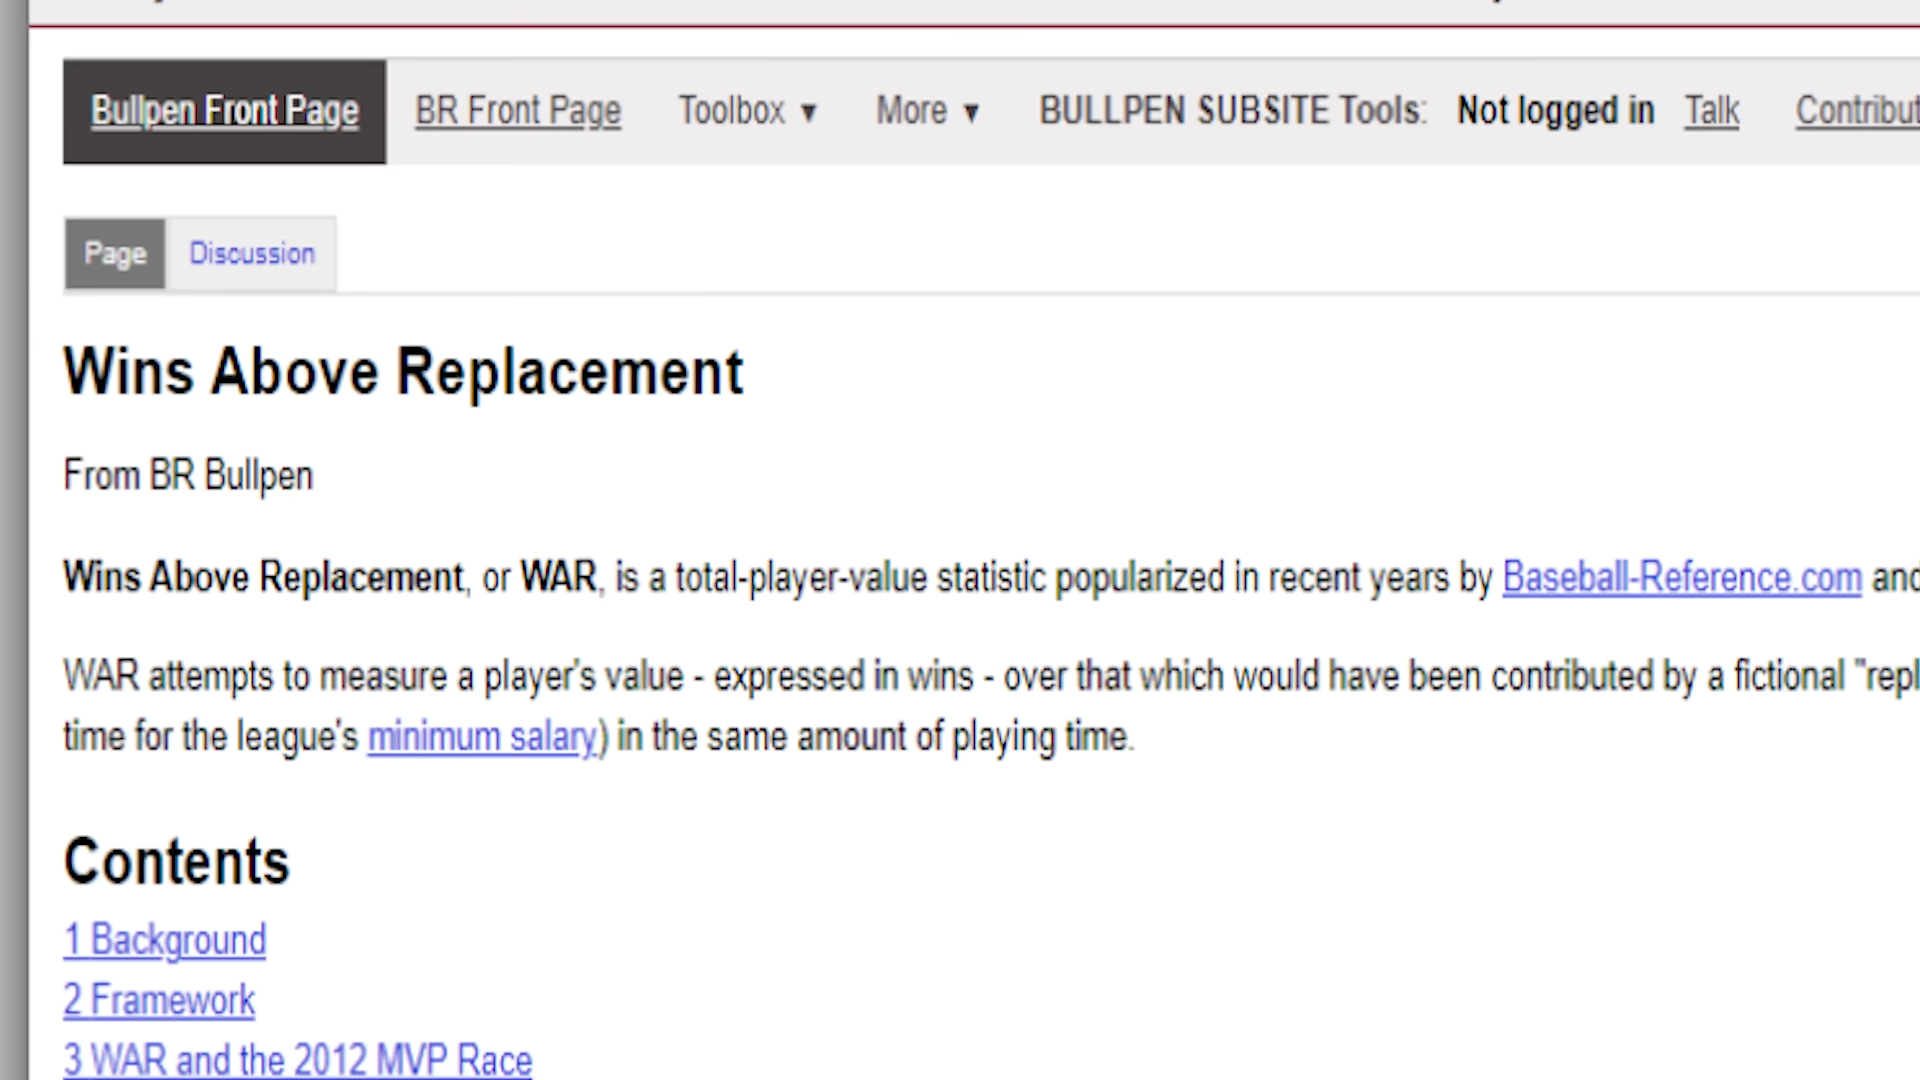 Bullpen Front Page BR Front Page Toolbox ▼ More ▼ BULLPEN SUBSITE Tools: Not logged in Talk
Page Discussion
Wins Above Replacement
From BR Bullpen
Wins Above Replacement, or WAR, is a total-player-value statistic popularized in recent years by Baseball-Reference.com and
WAR attempts to measure a player's value - expressed in wins - over that which would have been contributed by a fictional
time for the league's minimum salary) in the same amount of playing time.
Contents
1 Background
2 Framework
3 WAR and the 2012 MVP Race